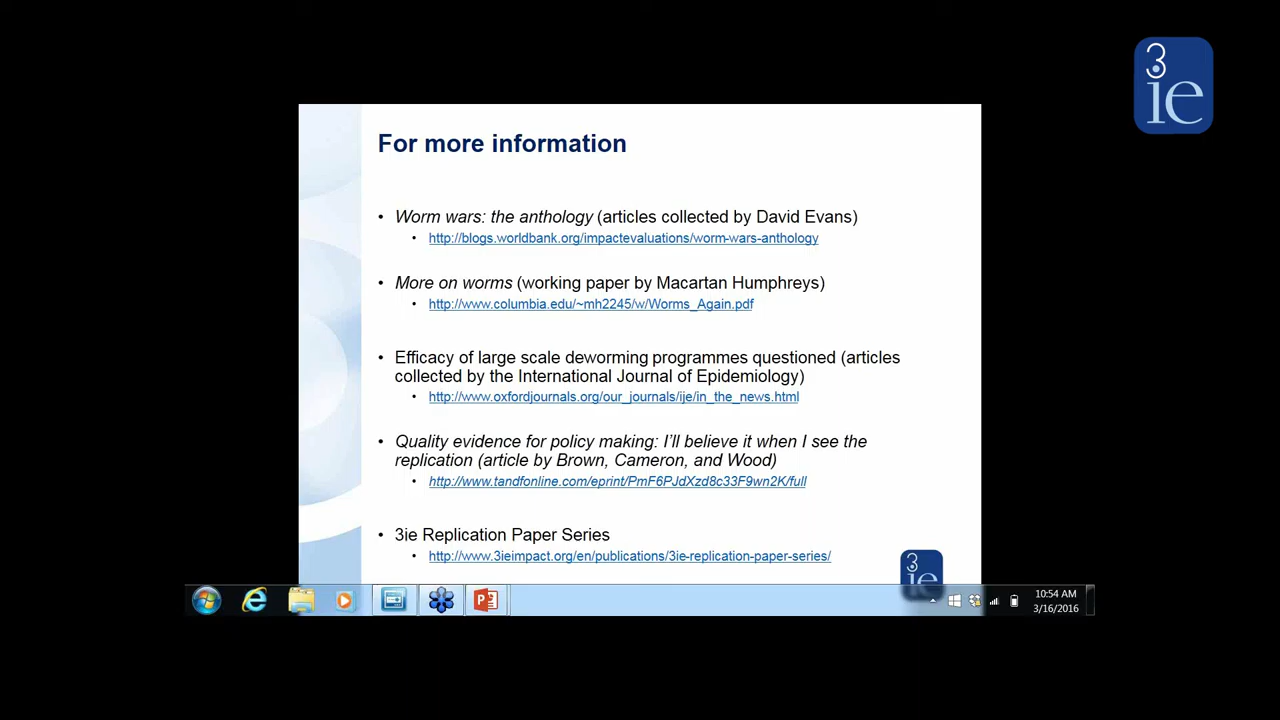 3
ie
For more information
• Worm wars: the anthology (articles collected by David Evans)
• http://blogs.worldbank.org/impactevaluations/worm-wars-anthology
• More on worms (working paper by Macartan Humphreys)
• http://www.columbia.edu/~mh2245/w/Worms_Again.pdf
• Efficacy of large scale deworming programmes questioned (articles
collected by the International Journal of Epidemiology)
• http://www.oxfordjournals.org/our_journals/ije/in_the_news.html
• Quality evidence for policy making: I'll believe it when I see the
replication (article by Brown, Cameron, and Wood)
• http://www.tandfonline.com/eprint/PmF6PJdXzd8c33F9wn2K/full
• 3ie Replication Paper Series
• http://www.3ieimpact.org/en/publications/3ie-replication-paper-series/
3
ie
10:54 AM
3/16/2016